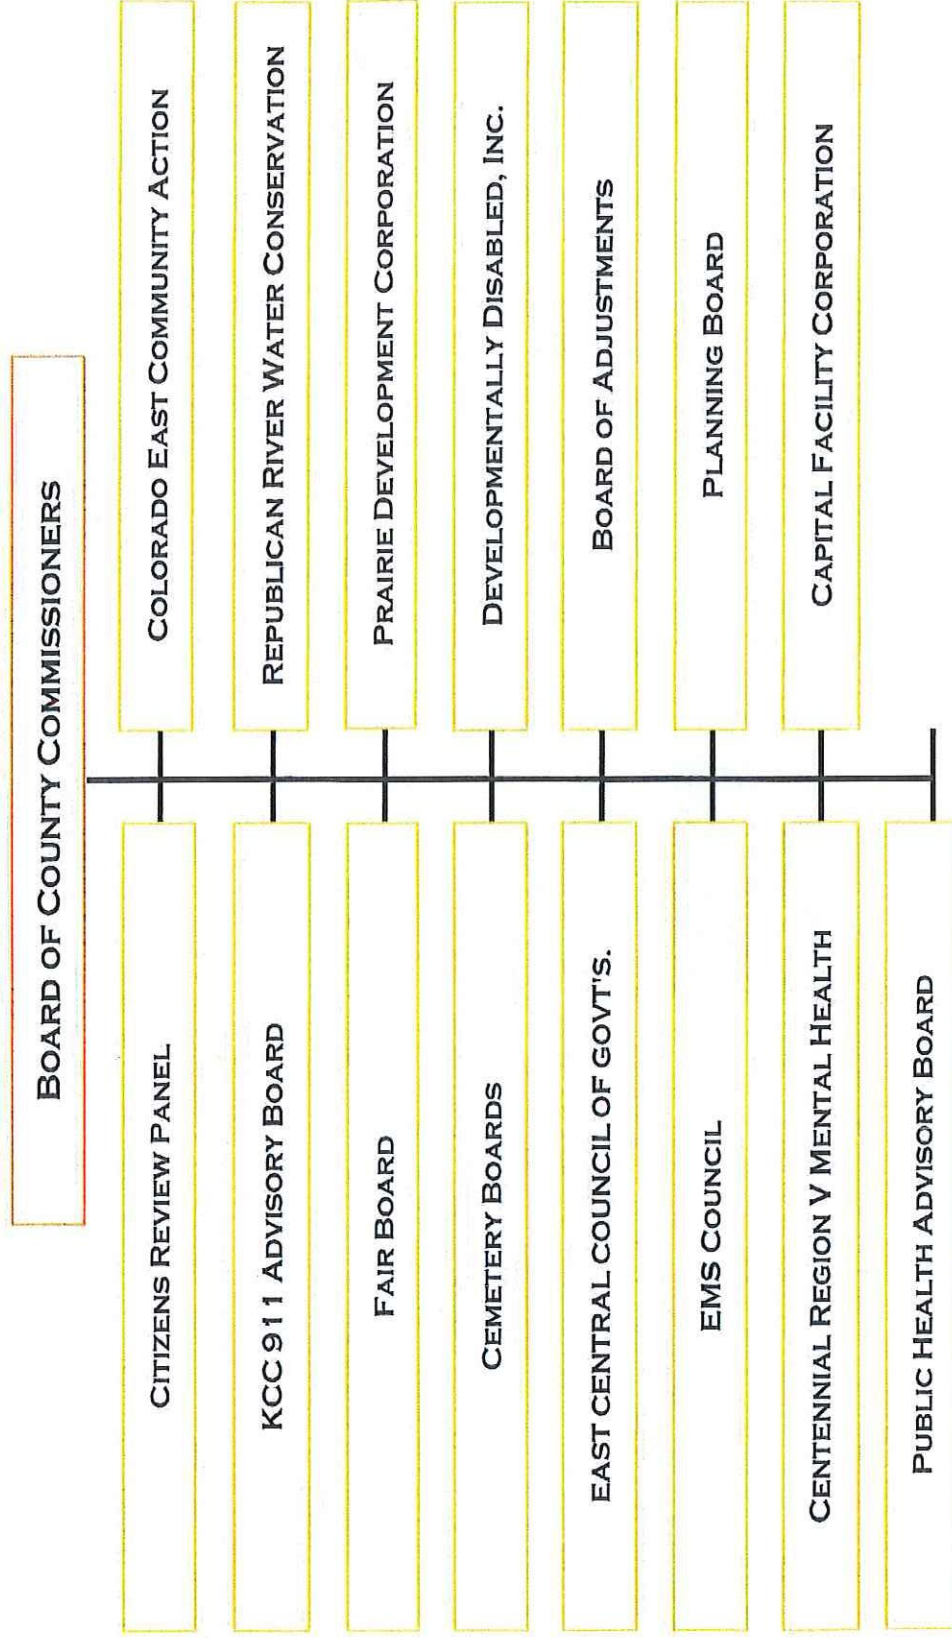 BOARD OF COUNTY COMMISSIONERS
CITIZENS REVIEW PANEL
COLORADO EAST COMMUNITY ACTION
KCC 911 ADVISORY BOARD
REPUBLICAN RIVER WATER CONSERVATION
FAIR BOARD
PRAIRIE DEVELOPMENT CORPORATION
CEMETERY BOARDS
DEVELOPMENTALLY DISABLED, INC.
EAST CENTRAL COUNCIL OF GOVT'S.
BOARD OF ADJUSTMENTS
EMS COUNCIL
PLANNING BOARD
CENTENNIAL REGION V MENTAL HEALTH
CAPITAL FACILITY CORPORATION
PUBLIC HEALTH ADVISORY BOARD